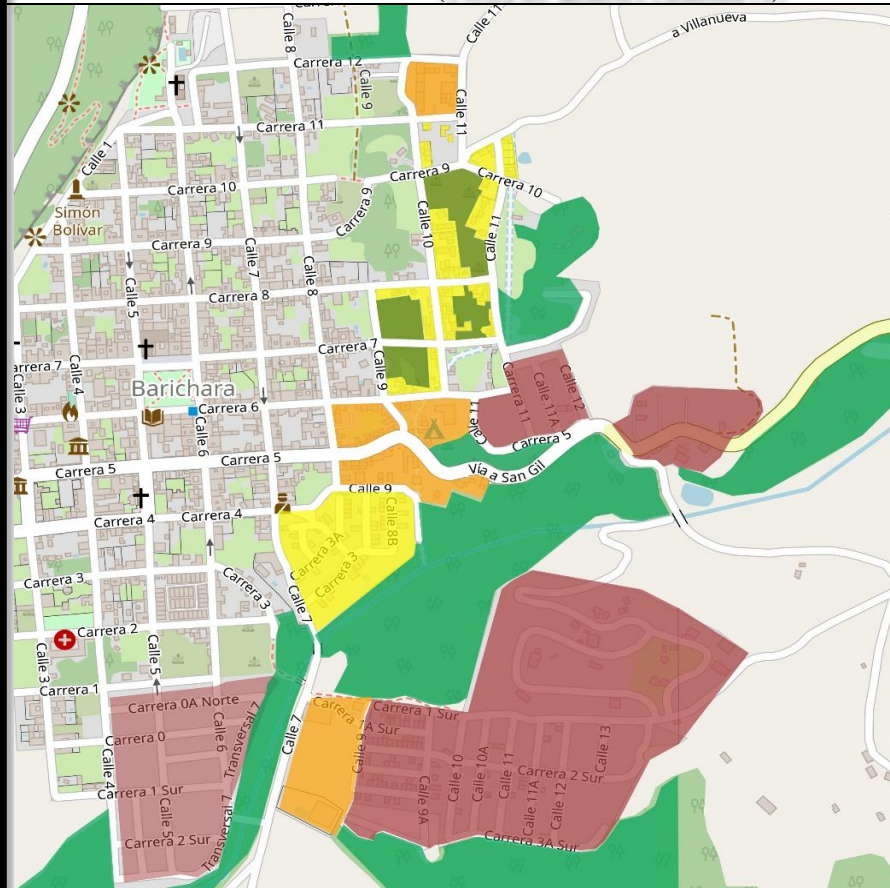 Calle 8
Calle 11
a Villanueva
Carrera 12
Calle 9
Calle 11
Carrera 11
Calle 1
Carrera 9
Carrera 10
Carrera 10
Simón
Bolívar
Carrera 9
Calle 10
Calle 11
Carrera 9
Calle 7
Calle 8
Calle 5
Carrera 8
Carrera 7
arrera 7
Calle 9
Calle 3
Calle 4
Barichara
Carrera 11
Calle 11A
Calle 12
Carrera 6
Calle 11
Calle 6
Carrera 5
Carrera 5
Carrera 5
Vía a San Gil
Calle 9
Carrera 4
Carrera 4
Calle 8B
Carrera 3A
Carrera 3
Carrera 3
Carrera 3
Calle 7
Carrera 2
Calle 3
Calle 5
Carrera 1
Carrera 0A Norte
Transversal 7
Carrera 1A Sur
Carrera 1 Sur
Carrera 0
Calle 6
Calle 7
Calle 9
Calle 10
Calle 10A
Calle 11
Calle 13
Carrera 2 Sur
Calle 4
Carrera 1 Sur
Calle 5
Calle 9A
Calle 11A
Calle 12
Carrera 2 Sur
Transversal 7
Carrera 3A Sur